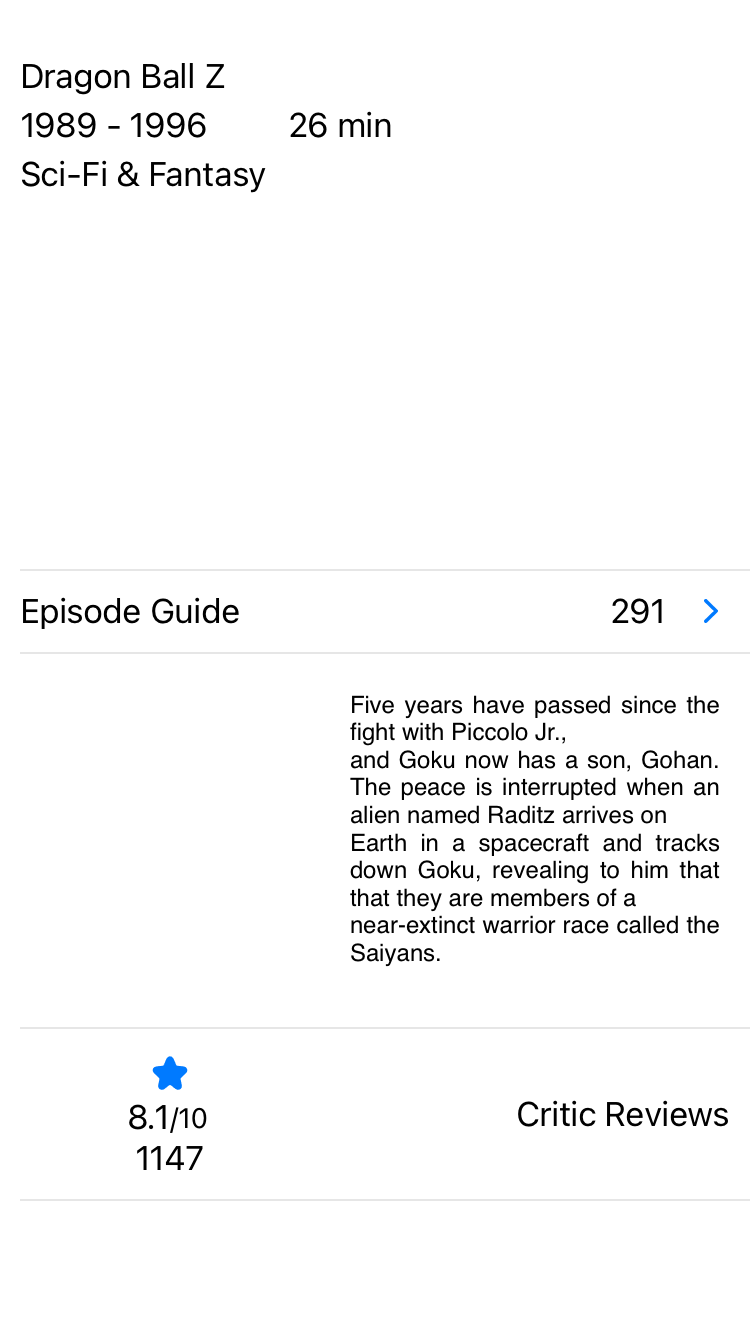 Dragon Ball Z
1989 - 1996 26 min
Sci-Fi & Fantasy
Episode Guide 291
Five years have passed since the
fight with Piccolo Jr.,
and Goku now has a son, Gohan.
The peace is interrupted when an
alien named Raditz arrives on
Earth in a spacecraft and tracks
down Goku, revealing to him that
that they are members of a
near-extinct warrior race called the
Saiyans.
8.1/10
1147
Critic Reviews